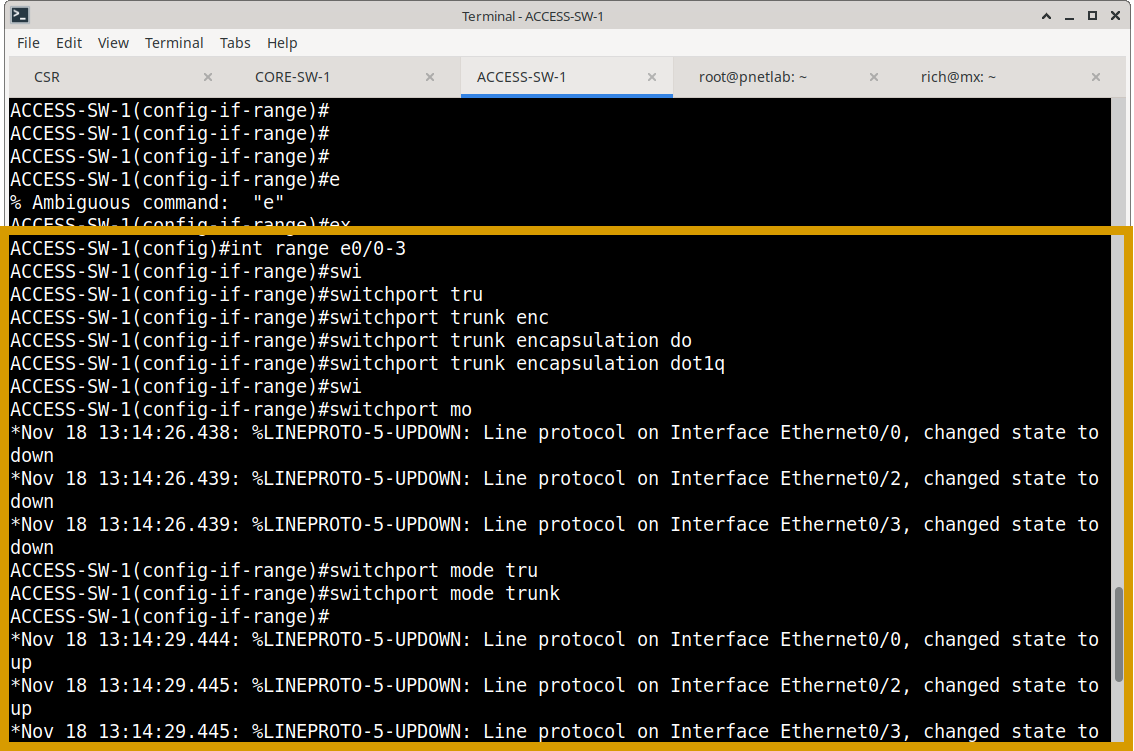 Terminal - ACCESS-SW-1
File Edit View Terminal Tabs Help
CSR CORE-SW-1 ACCESS-SW-1 root@pnetlab: ~ rich@mx: ~
ACCESS-SW-1(config-if-range)#
ACCESS-SW-1(config-if-range)#
ACCESS-SW-1(config-if-range)#
ACCESS-SW-1(config-if-range)#e
% Ambiguous command:  "e"
ACCESS-SW-1(config-if-range)#ex
ACCESS-SW-1(config)#int range e0/0-3
ACCESS-SW-1(config-if-range)#swi
ACCESS-SW-1(config-if-range)#switchport tru
ACCESS-SW-1(config-if-range)#switchport trunk enc
ACCESS-SW-1(config-if-range)#switchport trunk encapsulation do
ACCESS-SW-1(config-if-range)#switchport trunk encapsulation dot1q
ACCESS-SW-1(config-if-range)#swi
ACCESS-SW-1(config-if-range)#switchport mo
*Nov 18 13:14:26.438: %LINEPROTO-5-UPDOWN: Line protocol on Interface Ethernet0/0, changed state to
down
*Nov 18 13:14:26.439: %LINEPROTO-5-UPDOWN: Line protocol on Interface Ethernet0/2, changed state to
down
*Nov 18 13:14:26.439: %LINEPROTO-5-UPDOWN: Line protocol on Interface Ethernet0/3, changed state to
down
ACCESS-SW-1(config-if-range)#switchport mode tru
ACCESS-SW-1(config-if-range)#switchport mode trunk
ACCESS-SW-1(config-if-range)#
*Nov 18 13:14:29.444: %LINEPROTO-5-UPDOWN: Line protocol on Interface Ethernet0/0, changed state to
up
*Nov 18 13:14:29.445: %LINEPROTO-5-UPDOWN: Line protocol on Interface Ethernet0/2, changed state to
up
*Nov 18 13:14:29.445: %LINEPROTO-5-UPDOWN: Line protocol on Interface Ethernet0/3, changed state to